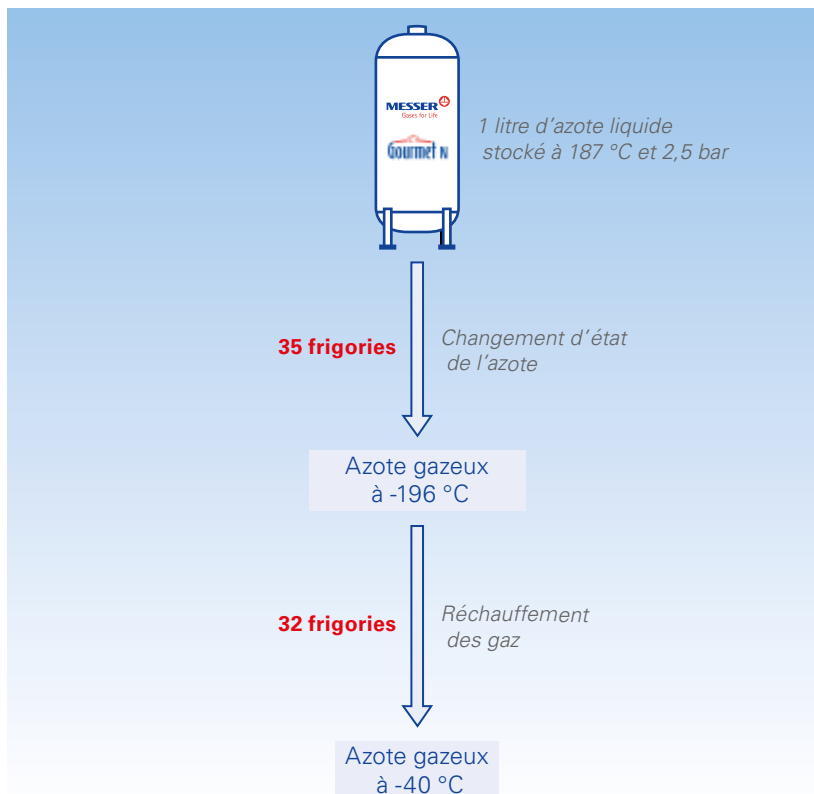 MESSER
Gases for Life
Gourmet N
1 litre d'azote liquide
stocké à 187 °C et 2,5 bar
35 frigories
Changement d'état
de l'azote
Azote gazeux
à -196 °C
32 frigories
Réchauffement
des gaz
Azote gazeux
à -40 °C